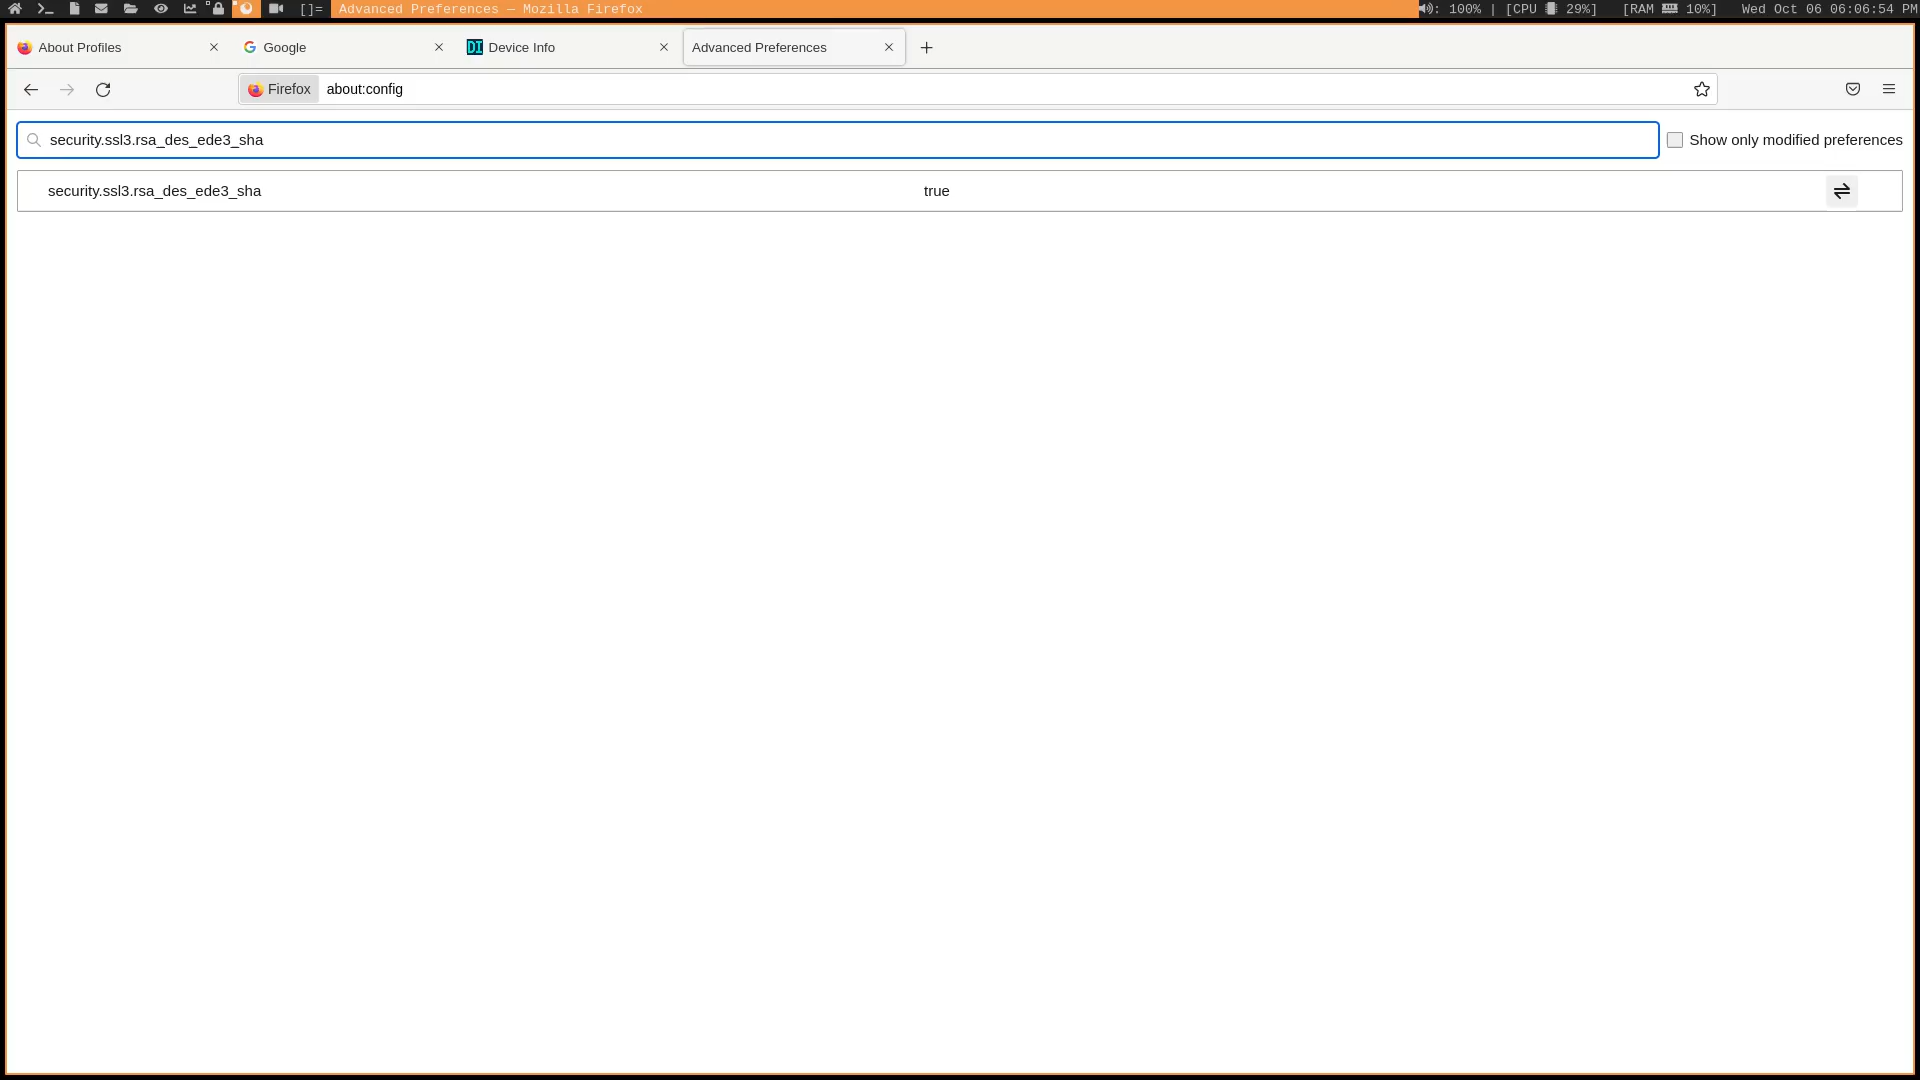 []= Advanced Preferences — Mozilla Firefox : 100% | [CPU 29%] [RAM 10%] Wed Oct 06 06:06:54 PM
About Profiles Google DI Device Info Advanced Preferences
Firefox about:config
security.ssl3.rsa_des_ede3_sha Show only modified preferences
security.ssl3.rsa_des_ede3_sha true